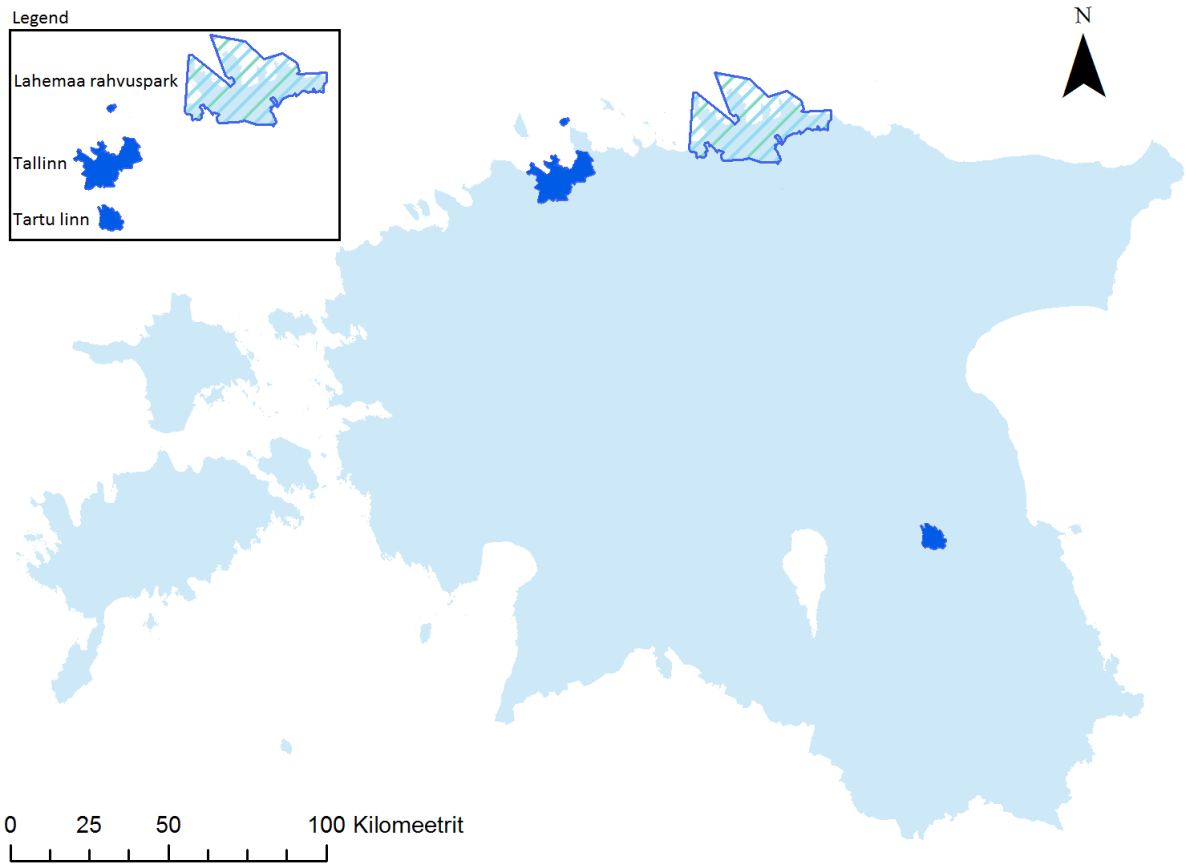 Legend
Lahemaa rahvuspark
Tallinn
Tartu linn
N
0 25 50 100 Kilomeetrit